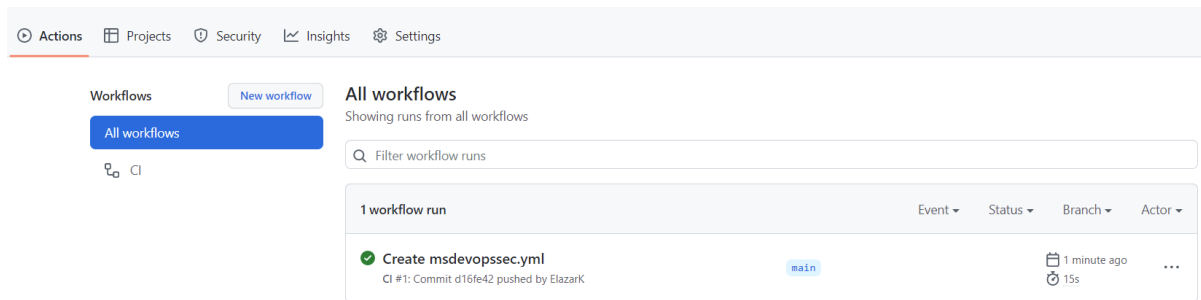 Actions Projects Security Insights Settings
Workflows
New workflow
All workflows
CI
All workflows
Showing runs from all workflows
Filter workflow runs
1 workflow run Event Status Branch Actor
Create msdevopssec.yml
CI #1: Commit d16fe42 pushed by ElazarK
main
1 minute ago
15s